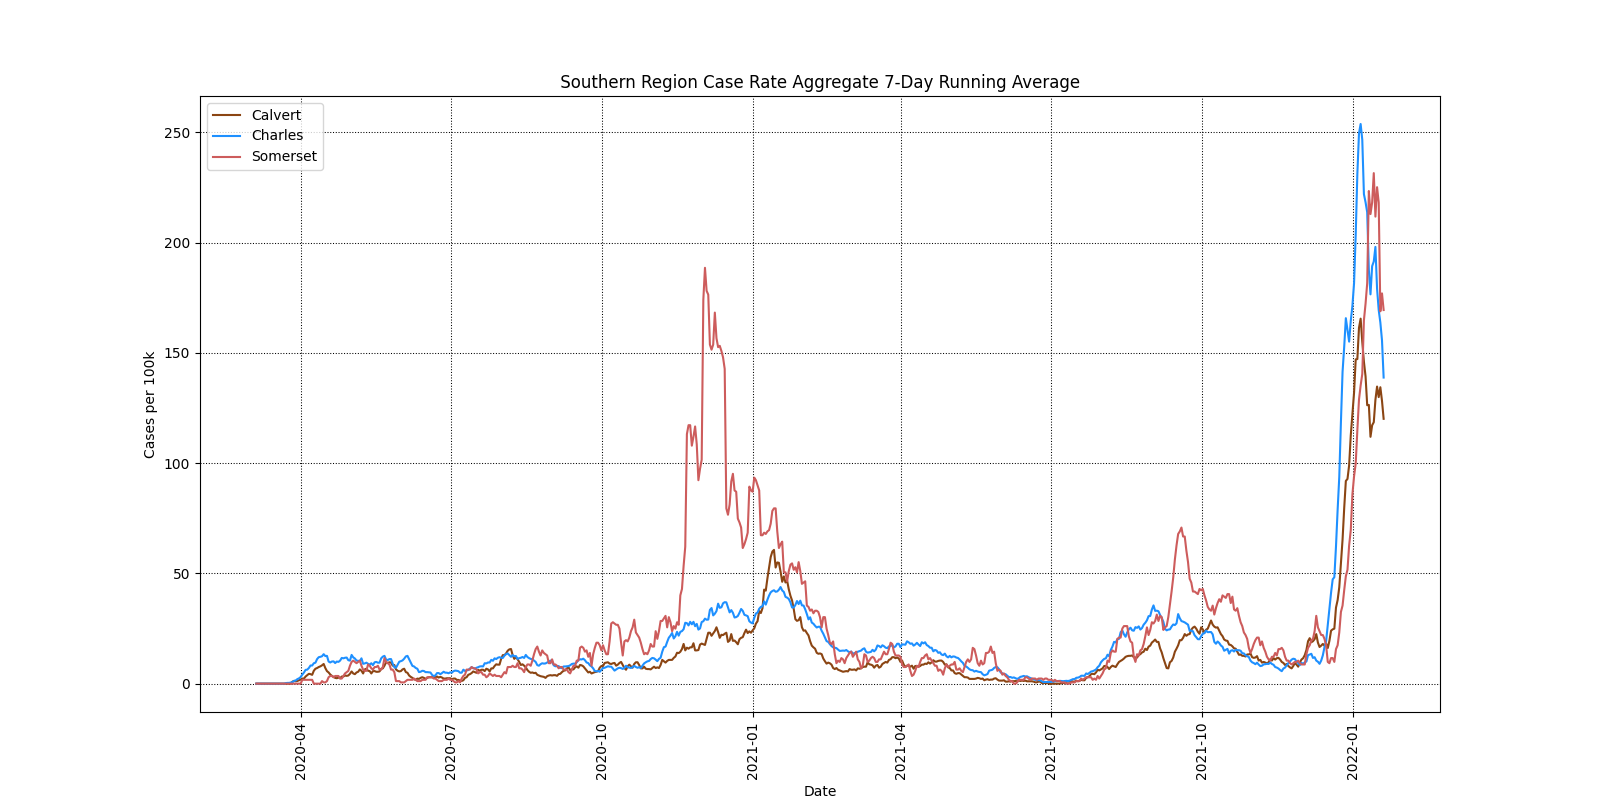 Southern Region Case Rate Aggregate 7-Day Running Average
Calvert
Charles
Somerset
250
200
150
100
50
0
Cases per 100k
2020-04
2020-07
2020-10
2021-01
2021-04
2021-07
2021-10
2022-01
Date